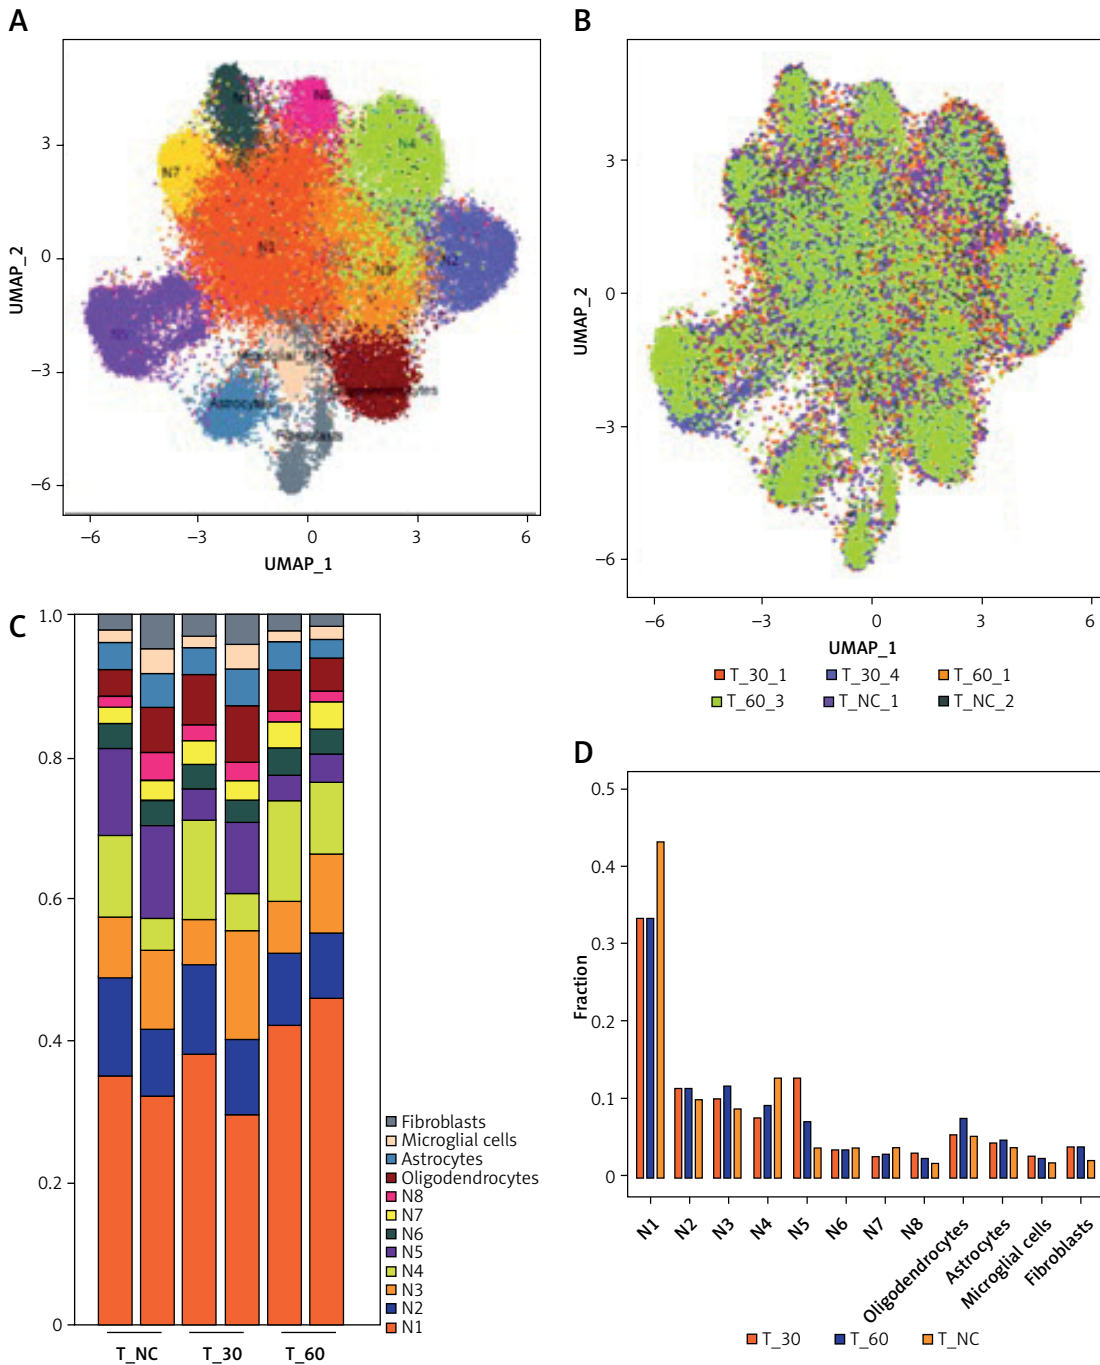 A
UMAP_2
3
0
−3
−6
N7
N4
N1
N2
N3
Astrocytes
Fibroblasts
−6
−3
0
3
6
UMAP_1
B
UMAP_2
3
0
−3
−6
−6
−3
0
3
6
UMAP_1
T_30_1
T_30_4
T_60_1
T_60_3
T_NC_1
T_NC_2
C
1.0
0.8
0.6
0.4
0.2
0
T_NC
T_30
T_60
Fibroblasts
Microglial cells
Astrocytes
Oligodendrocytes
N8
N7
N6
N5
N4
N3
N2
N1
D
Fraction
0.5
0.4
0.3
0.2
0.1
0
N1
N2
N3
N4
N5
N6
N7
N8
Oligodendrocytes
Astrocytes
Microglial cells
Fibroblasts
T_30
T_60
T_NC